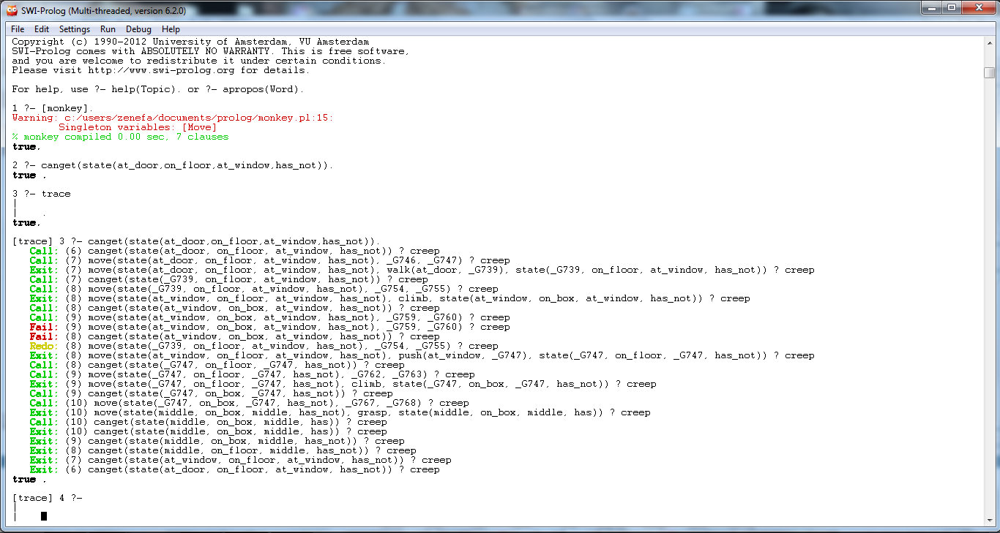 SWI-Prolog (Multi-threaded, version 6.2.0)
File Edit Settings Run Debug Help
Copyright (c) 1990-2012 University of Amsterdam, VU Amsterdam
SWI-Prolog comes with ABSOLUTELY NO WARRANTY. This is free software,
and you are welcome to redistribute it under certain conditions.
Please visit http://www.swi-prolog.org for details.
For help, use ?- help(Topic). or ?- apropos(Word).
1 ?- [monkey].
Warning: c:/users/zenefa/documents/prolog/monkey.pl:15:
Singleton variables: [Move]
% monkey compiled 0.00 sec, 7 clauses
true.
2 ?- canget(state(at_door,on_floor,at_window,has_not)).
true .
3 ?- trace
|
| .
true.
[trace] 3 ?- canget(state(at_door,on_floor,at_window,has_not)).
Call: (6) canget(state(at_door, on_floor, at_window, has_not)) ? creep
Call: (7) move(state(at_door, on_floor, at_window, has_not), _G746, _G747) ? creep
Exit: (7) move(state(at_door, on_floor, at_window, has_not), walk(at_door, _G739), state(_G739, on_floor, at_window, has_not)) ? creep
Call: (7) canget(state(_G739, on_floor, at_window, has_not)) ? creep
Call: (8) move(state(_G739, on_floor, at_window, has_not), _G754, _G755) ? creep
Exit: (8) move(state(at_window, on_floor, at_window, has_not), climb, state(at_window, on_box, at_window, has_not)) ? creep
Call: (8) canget(state(at_window, on_box, at_window, has_not)) ? creep
Call: (9) move(state(at_window, on_box, at_window, has_not), _G759, _G760) ? creep
Fail: (9) move(state(at_window, on_box, at_window, has_not), _G759, _G760) ? creep
Fail: (8) canget(state(at_window, on_box, at_window, has_not)) ? creep
Redo: (8) move(state(_G739, on_floor, at_window, has_not), _G754, _G755) ? creep
Exit: (8) move(state(at_window, on_floor, at_window, has_not), push(at_window, _G747), state(_G747, on_floor, _G747, has_not)) ? creep
Call: (8) canget(state(_G747, on_floor, _G747, has_not)) ? creep
Call: (9) move(state(_G747, on_floor, _G747, has_not), _G762, _G763) ? creep
Exit: (9) move(state(_G747, on_floor, _G747, has_not), climb, state(_G747, on_box, _G747, has_not)) ? creep
Call: (9) canget(state(_G747, on_box, _G747, has_not)) ? creep
Call: (10) move(state(_G747, on_box, _G747, has_not), _G767, _G768) ? creep
Exit: (10) move(state(middle, on_box, middle, has_not), grasp, state(middle, on_box, middle, has)) ? creep
Call: (10) canget(state(middle, on_box, middle, has)) ? creep
Exit: (10) canget(state(middle, on_box, middle, has)) ? creep
Exit: (9) canget(state(middle, on_box, middle, has_not)) ? creep
Exit: (8) canget(state(middle, on_floor, middle, has_not)) ? creep
Exit: (7) canget(state(at_window, on_floor, at_window, has_not)) ? creep
Exit: (6) canget(state(at_door, on_floor, at_window, has_not)) ? creep
true .
[trace] 4 ?-
|
|